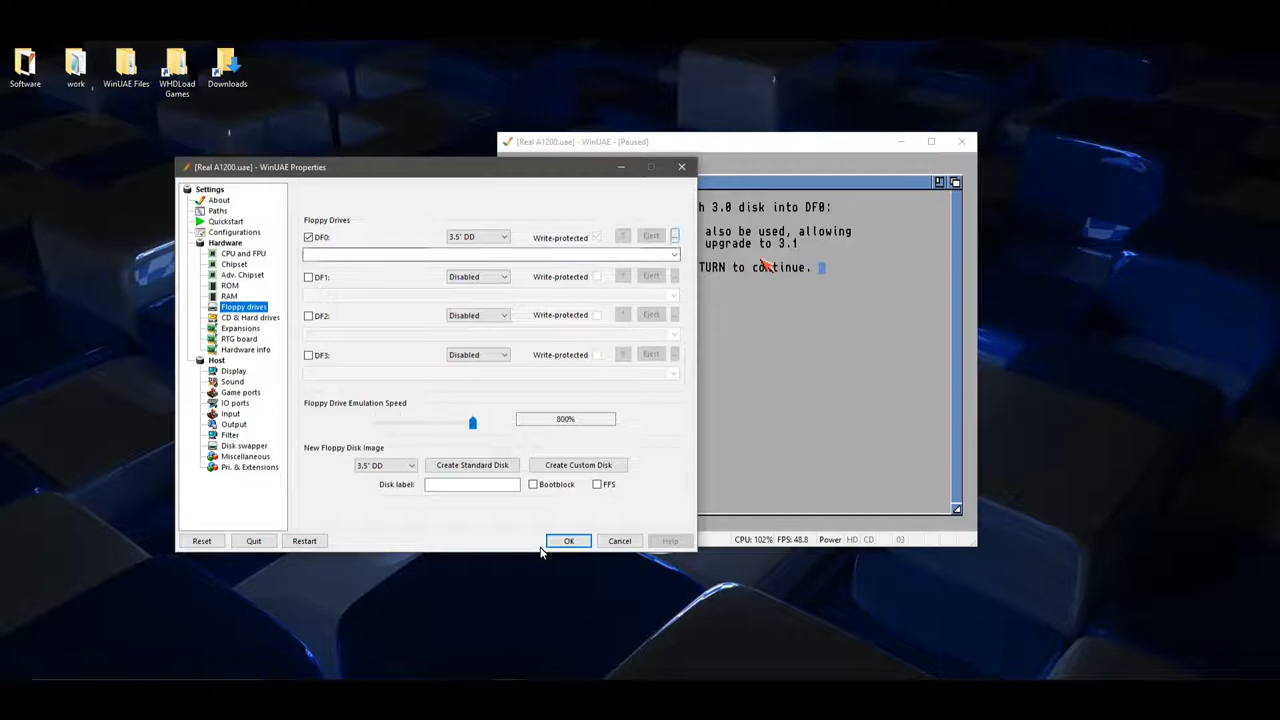 Software
work
WinUAE Files
WHDLoad
Games
Downloads
[Real A1200.uae] - WinUAE - [Paused]
h 3.0 disk into DF0:
also be used, allowing
upgrade to 3.1
TURN to continue.
CPU: 102%
FPS: 48.8
Power
HD
CD
03
[Real A1200.uae] - WinUAE Properties
Settings
About
Paths
Quickstart
Configurations
Hardware
CPU and FPU
Chipset
Adv. Chipset
ROM
RAM
Floppy drives
CD & Hard drives
Expansions
RTG board
Hardware info
Host
Display
Sound
Game ports
IO ports
Input
Output
Filter
Disk swapper
Miscellaneous
Pri. & Extensions
Floppy Drives
DF0: 3.5" DD Write-protected ? Eject ...
DF1: Disabled Write-protected ? Eject ...
DF2: Disabled Write-protected ? Eject ...
DF3: Disabled Write-protected ? Eject ...
Floppy Drive Emulation Speed
800%
New Floppy Disk Image
3.5" DD Create Standard Disk Create Custom Disk
Disk label: Bootblock FFS
Reset Quit Restart OK Cancel Help